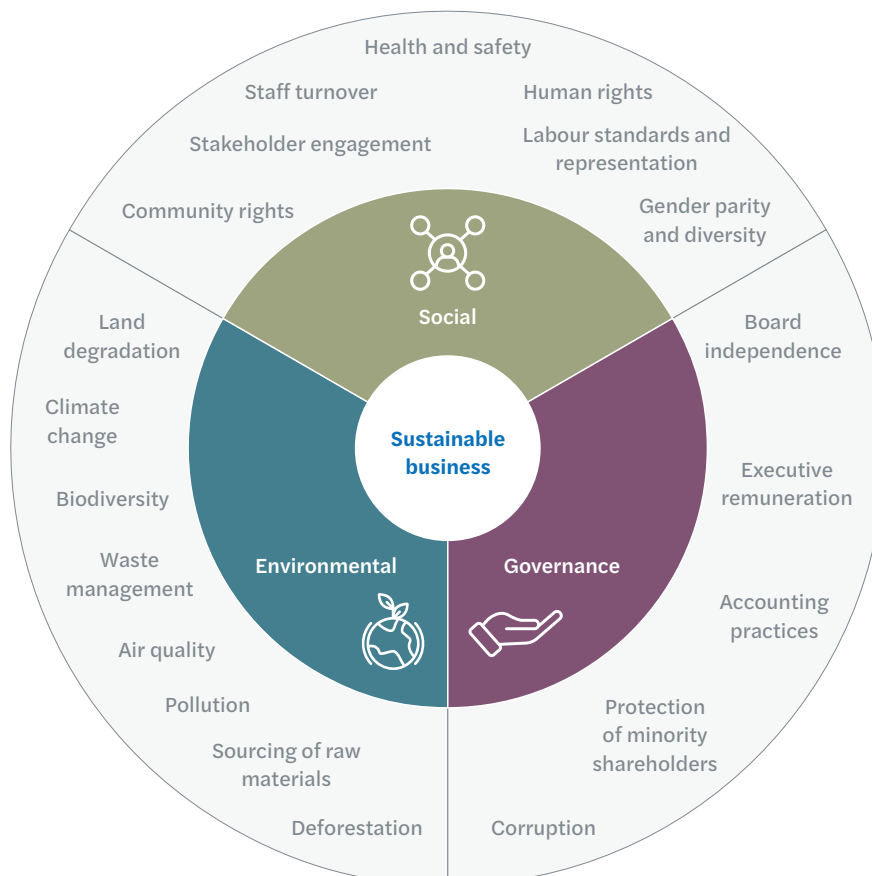 Health and safety
Staff turnover
Human rights
Stakeholder engagement
Labour standards and
representation
Community rights
Gender parity
and diversity
Social
Land
degradation
Climate
change
Biodiversity
Waste
management
Air quality
Pollution
Sourcing of raw
materials
Deforestation
Environmental
Sustainable
business
Governance
Board
independence
Executive
remuneration
Accounting
practices
Protection
of minority
shareholders
Corruption